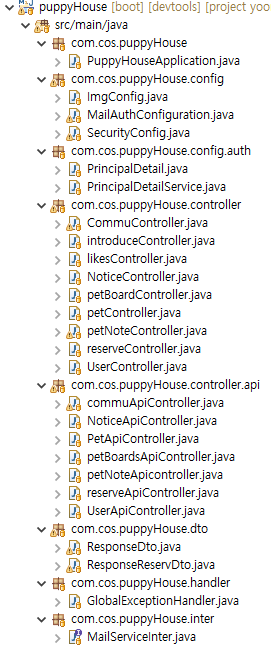 puppyHouse [boot] [devtools] [project yoo
src/main/java
com.cos.puppyHouse
PuppyHouseApplication.java
com.cos.puppyHouse.config
ImgConfig.java
MailAuthConfiguration.java
SecurityConfig.java
com.cos.puppyHouse.config.auth
PrincipalDetail.java
PrincipalDetailService.java
com.cos.puppyHouse.controller
CommuController.java
introduceController.java
likesController.java
NoticeController.java
petBoardController.java
petController.java
petNoteController.java
reserveController.java
UserController.java
com.cos.puppyHouse.controller.api
commuApiController.java
NoticeApiController.java
PetApiController.java
petBoardsApiController.java
petNoteApicontroller.java
reserveApiController.java
UserApiController.java
com.cos.puppyHouse.dto
ResponseDto.java
ResponseReservDto.java
com.cos.puppyHouse.handler
GlobalExceptionHandler.java
com.cos.puppyHouse.inter
MailServiceInter.java